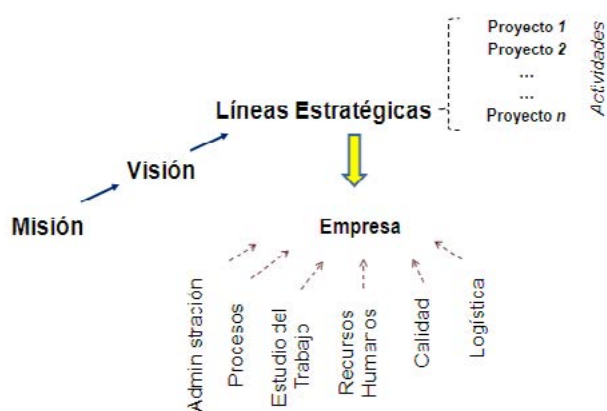 Proyecto 1
Proyecto 2
...
...
Proyecto n
Actividades
Líneas Estratégicas
Visión
Misión
Empresa
Admin stración
Procesos
Estudio del
Trabajo
Recursos
Humanos
Calidad
Logística